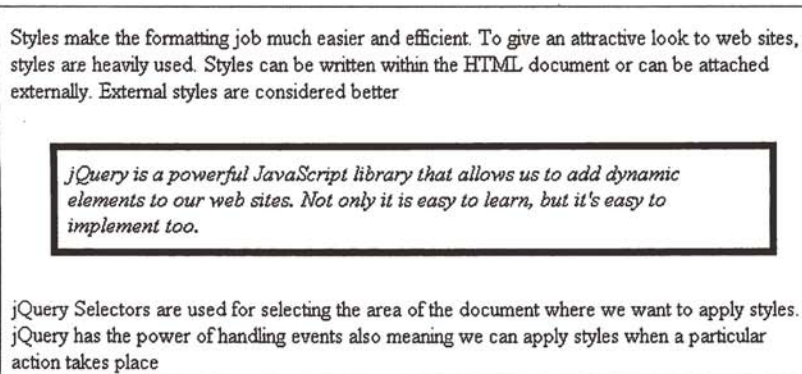 Styles make the formatting job much easier and efficient. To give an attractive look to web sites,
styles are heavily used. Styles can be written within the HTML document or can be attached
externally. External styles are considered better
jQuery is a powerful JavaScript library that allows us to add dynamic
elements to our web sites. Not only it is easy to learn, but it's easy to
implement too.
jQuery Selectors are used for selecting the area of the document where we want to apply styles.
jQuery has the power of handling events also meaning we can apply styles when a particular
action takes place